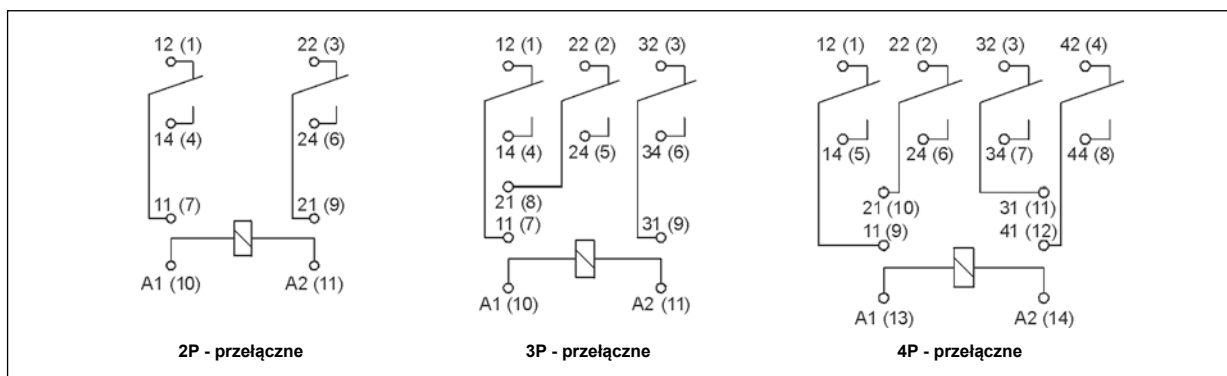 12 (1) 22 (3)
14 (4) 24 (6)
11 (7) 21 (9)
A1 (10) A2 (11)
2P - przełączne
12 (1) 22 (2) 32 (3)
14 (4) 24 (5) 34 (6)
21 (8)
11 (7) 31 (9)
A1 (10) A2 (11)
3P - przełączne
12 (1) 22 (2) 32 (3) 42 (4)
14 (5) 24 (6) 34 (7) 44 (8)
21 (10) 31 (11)
11 (9) 41 (12)
A1 (13) A2 (14)
4P - przełączne